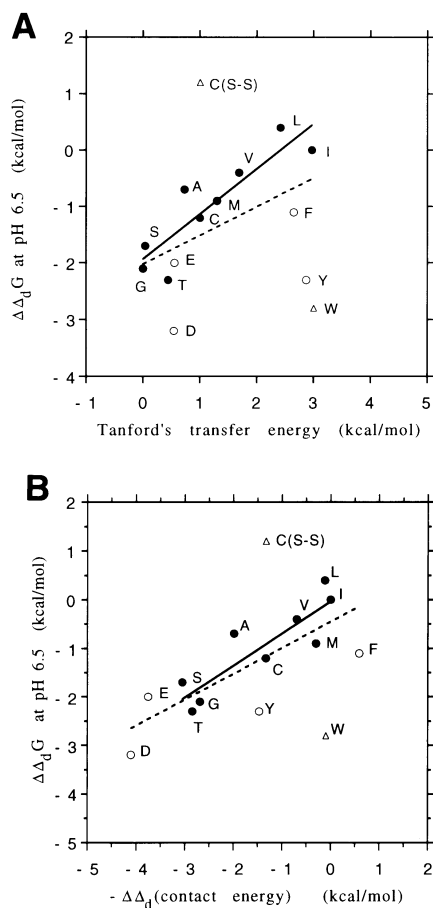 A
ΔΔdG at pH 6.5 (kcal/mol)
2
1
0
- 1
- 2
- 3
- 4
C(S-S)
L
I
V
A
M
S
C
F
E
G
T
Y
W
D
- 1
0
1
2
3
4
5
Tanford's transfer energy (kcal/mol)
B
ΔΔdG at pH 6.5 (kcal/mol)
2
1
0
- 1
- 2
- 3
- 4
- 5
C(S-S)
L
I
V
A
M
F
C
S
E
G
Y
T
W
D
- 5
- 4
- 3
- 2
- 1
0
1
2
- ΔΔd(contact energy) (kcal/mol)